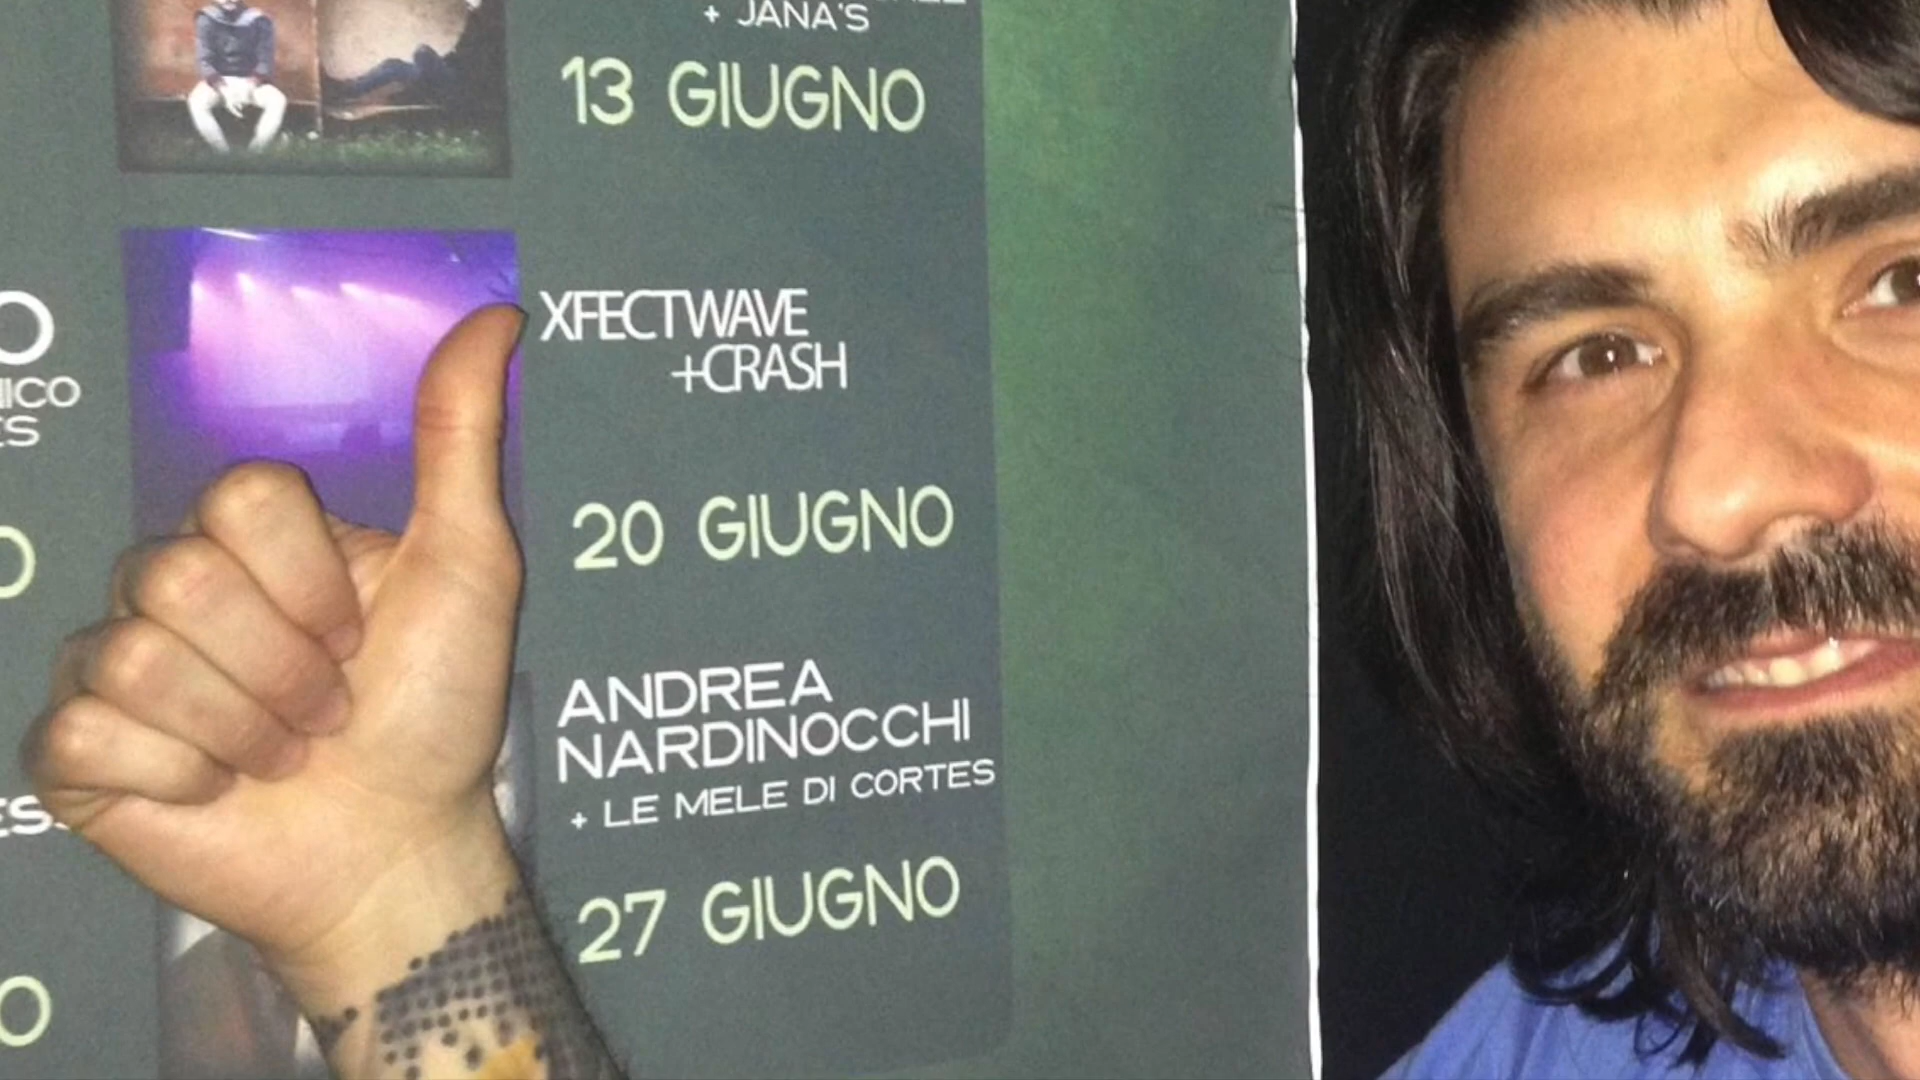 + JANA'S
13 GIUGNO
XFECTWAVE
+CRASH
20 GIUGNO
ANDREA
NARDINOCCHI
+ LE MELE DI CORTES
27 GIUGNO